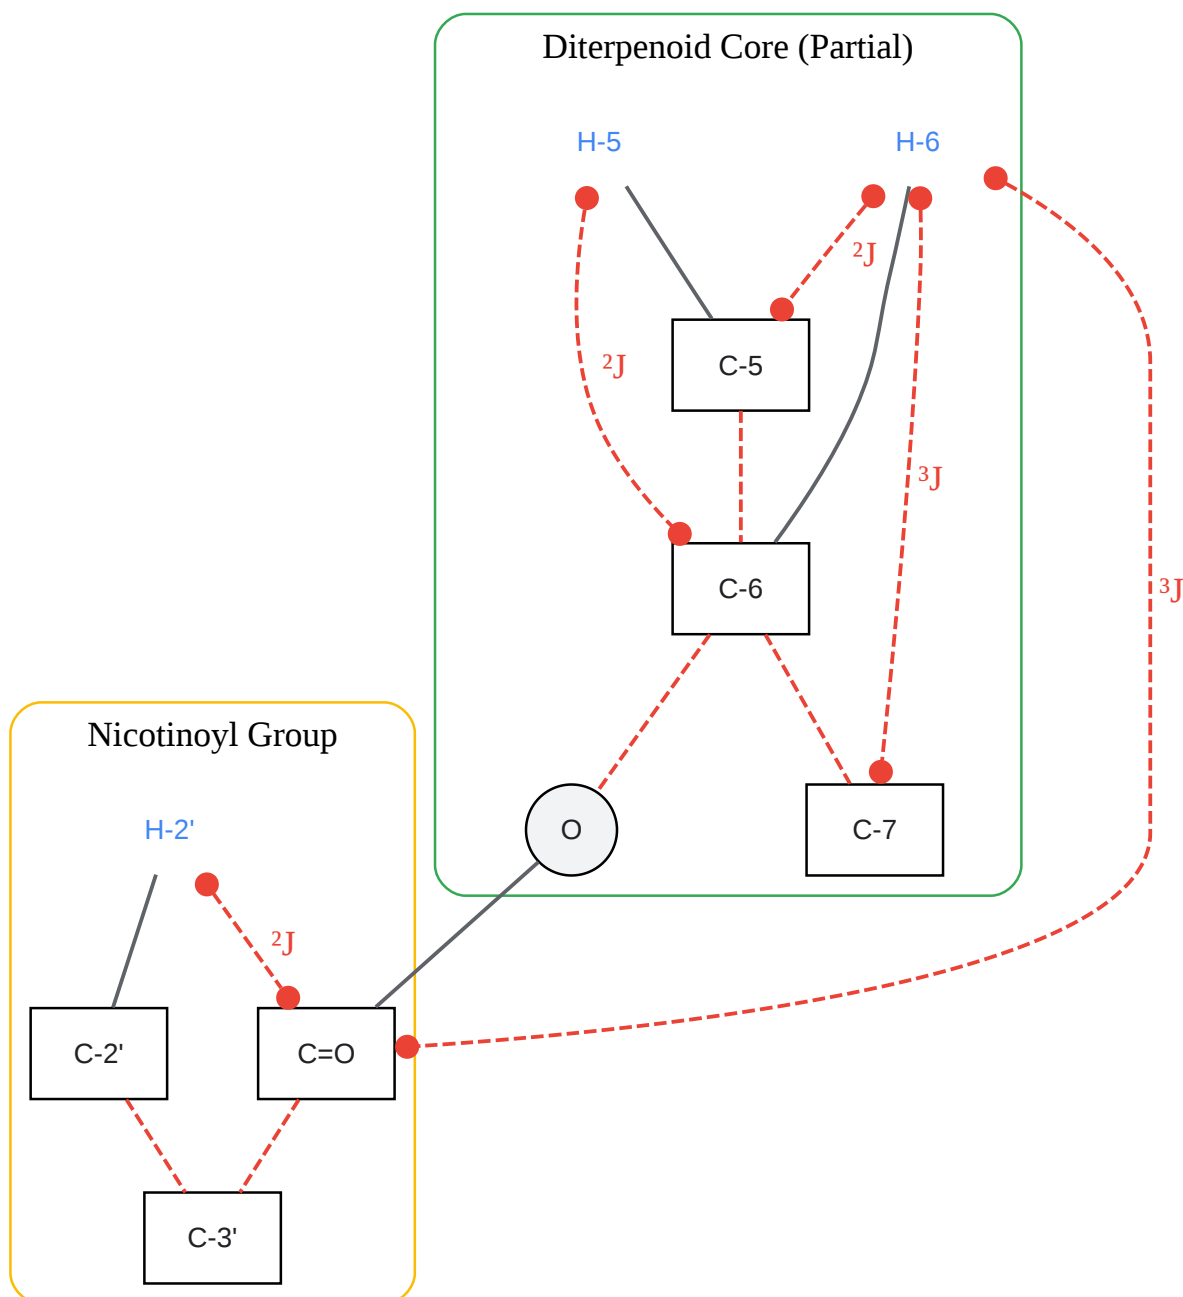 Diterpenoid Core (Partial)
H-5
H-6
²J
C-5
²J
³J
C-6
³J
Nicotinoyl Group
H-2'
O
C-7
²J
C-2'
C=O
C-3'